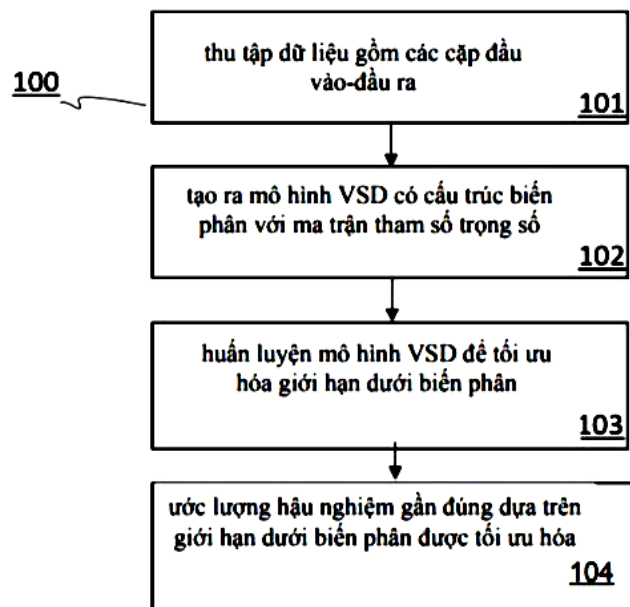 thu tập dữ liệu gồm các cặp đầu
vào-đầu ra
100
101
tạo ra mô hình VSD có cấu trúc biến
phân với ma trận tham số trọng số
102
huấn luyện mô hình VSD để tối ưu
hóa giới hạn dưới biến phân.
103
ước lượng hậu nghiệm gần đúng dựa trên
giới hạn dưới biến phân được tối ưu hóa
104